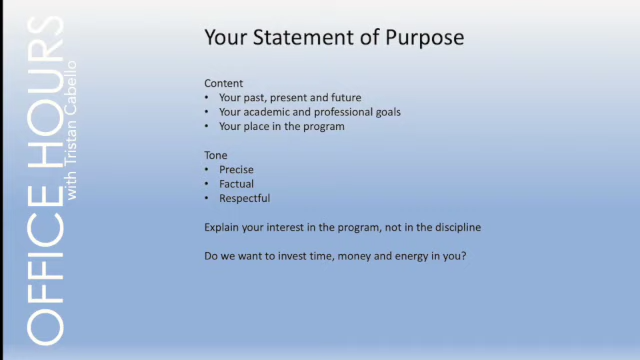 OFFICE HOURS
with Tristan Cabello
Your Statement of Purpose
Content
• Your past, present and future
• Your academic and professional goals
• Your place in the program
Tone
• Precise
• Factual
• Respectful
Explain your interest in the program, not in the discipline
Do we want to invest time, money and energy in you?